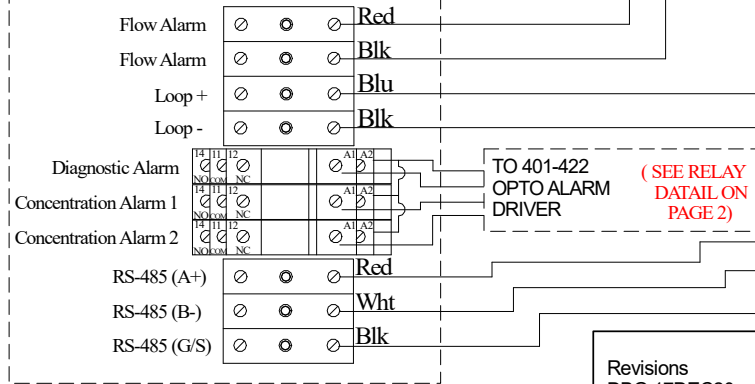 Flow Alarm Red
Flow Alarm Blk
Loop + Blu
Loop - Blk
Diagnostic Alarm 14 11 12 NO COM NC A1 A2
Concentration Alarm 1 14 11 12 NO COM NC A1 A2
Concentration Alarm 2 14 11 12 NO COM NC A1 A2
TO 401-422
OPTO ALARM
DRIVER
( SEE RELAY
DATAIL ON
PAGE 2)
RS-485 (A+) Red
RS-485 (B-) Wht
RS-485 (G/S) Blk
Revisions